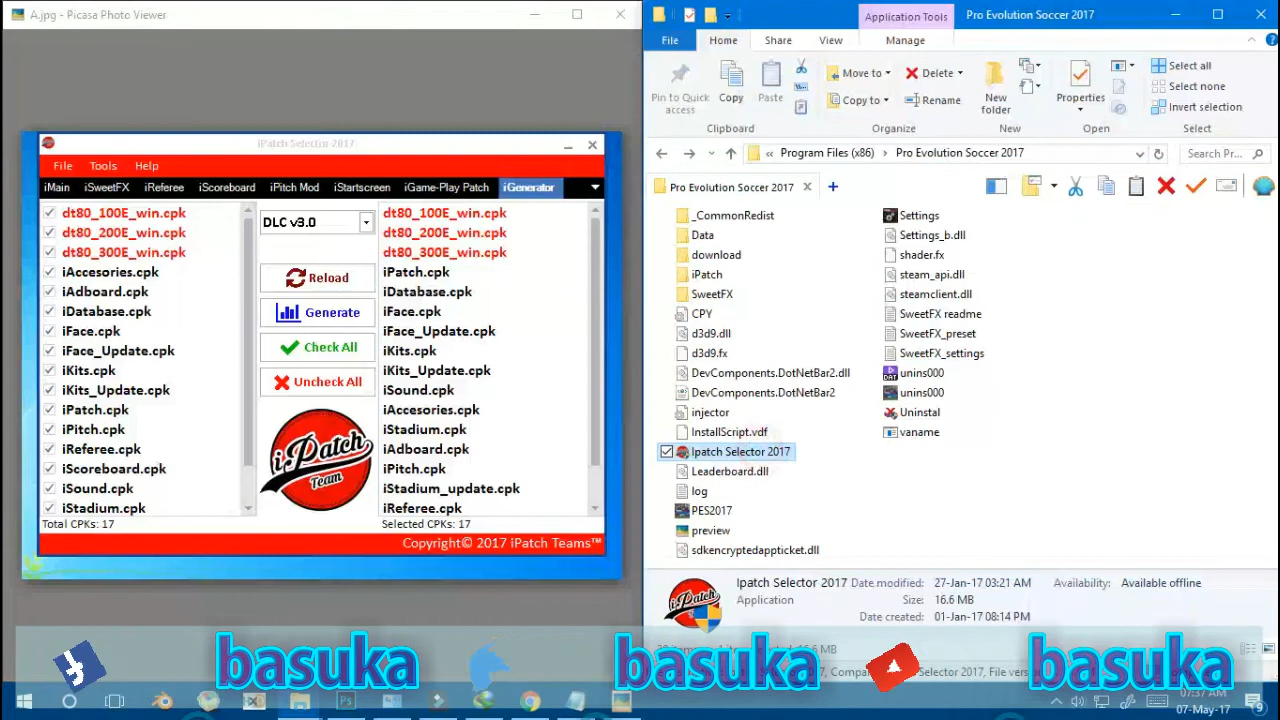 A.jpg - Picasa Photo Viewer
iPatch Selector 2017
File Tools Help
iMain iSweetFX iReferee iScoreboard iPitch Mod iStartscreen iGame-Play Patch iGenerator
dt80_100E_win.cpk
dt80_200E_win.cpk
dt80_300E_win.cpk
iAccesories.cpk
iAdboard.cpk
iDatabase.cpk
iFace.cpk
iFace_Update.cpk
iKits.cpk
iKits_Update.cpk
iPatch.cpk
iPitch.cpk
iReferee.cpk
iScoreboard.cpk
iSound.cpk
iStadium.cpk
Total CPKs: 17
DLC v3.0
Reload
Generate
Check All
Uncheck All
iPatch
Team
dt80_100E_win.cpk
dt80_200E_win.cpk
dt80_300E_win.cpk
iPatch.cpk
iDatabase.cpk
iFace.cpk
iFace_Update.cpk
iKits.cpk
iKits_Update.cpk
iSound.cpk
iAccesories.cpk
iStadium.cpk
iAdboard.cpk
iPitch.cpk
iStadium_update.cpk
iReferee.cpk
Selected CPKs: 17
Copyright© 2017 iPatch Teams™
Application Tools
Pro Evolution Soccer 2017
File Home Share View Manage
Pin to Quick access
Copy
Paste
Move to
Copy to
Delete
Rename
New folder
Properties
Select all
Select none
Invert selection
Clipboard Organize New Open Select
Program Files (x86) Pro Evolution Soccer 2017
Search Pr...
Pro Evolution Soccer 2017
_CommonRedist
Data
download
iPatch
SweetFX
CPY
d3d9.dll
d3d9.fx
DevComponents.DotNetBar2.dll
DevComponents.DotNetBar2
injector
InstallScript.vdf
Ipatch Selector 2017
Leaderboard.dll
log
PES2017
preview
sdkencryptedappticket.dll
Settings
Settings_b.dll
shader.fx
steam_api.dll
steamclient.dll
SweetFX readme
SweetFX_preset
SweetFX_settings
unins000
unins000
Uninstal
vaname
Ipatch Selector 2017 Date modified: 27-Jan-17 03:21 AM Availability: Available offline
Application Size: 16.6 MB
Date created: 01-Jan-17 08:14 PM
iPatch
basuka
basuka
basuka
07:37 AM
07-May-17